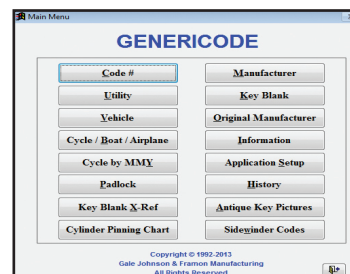 Main Menu
GENERICODE
Code #
Manufacturer
Utility
Key Blank
Vehicle
Original Manufacturer
Cycle / Boat / Airplane
Information
Cycle by MMY
Application Setup
Padlock
History
Key Blank X-Ref
Antique Key Pictures
Cylinder Pinning Chart
Sidewinder Codes
Copyright © 1992-2013
Gale Johnson & Framon Manufacturing
All Rights Reserved